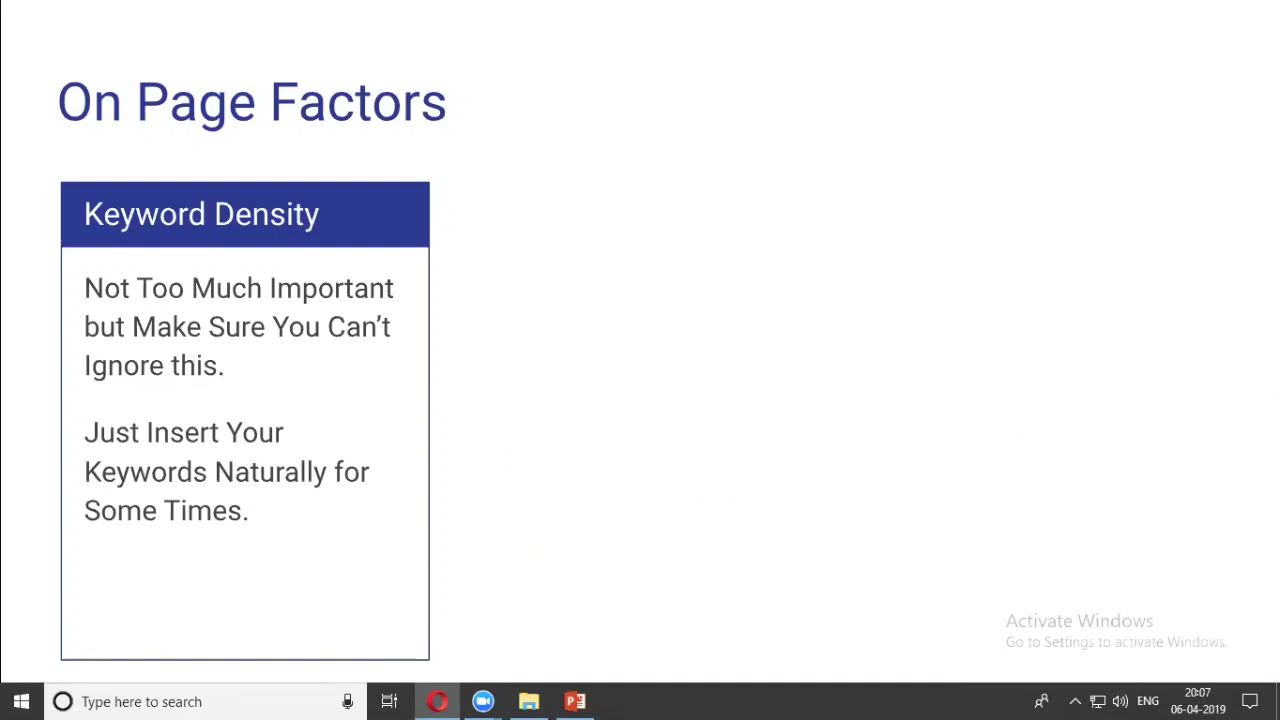 On Page Factors
Keyword Density
Not Too Much Important
but Make Sure You Can’t
Ignore this.
Just Insert Your
Keywords Naturally for
Some Times.
Activate Windows
Go to Settings to activate Windows.
Type here to search
ENG
20:07
06-04-2019